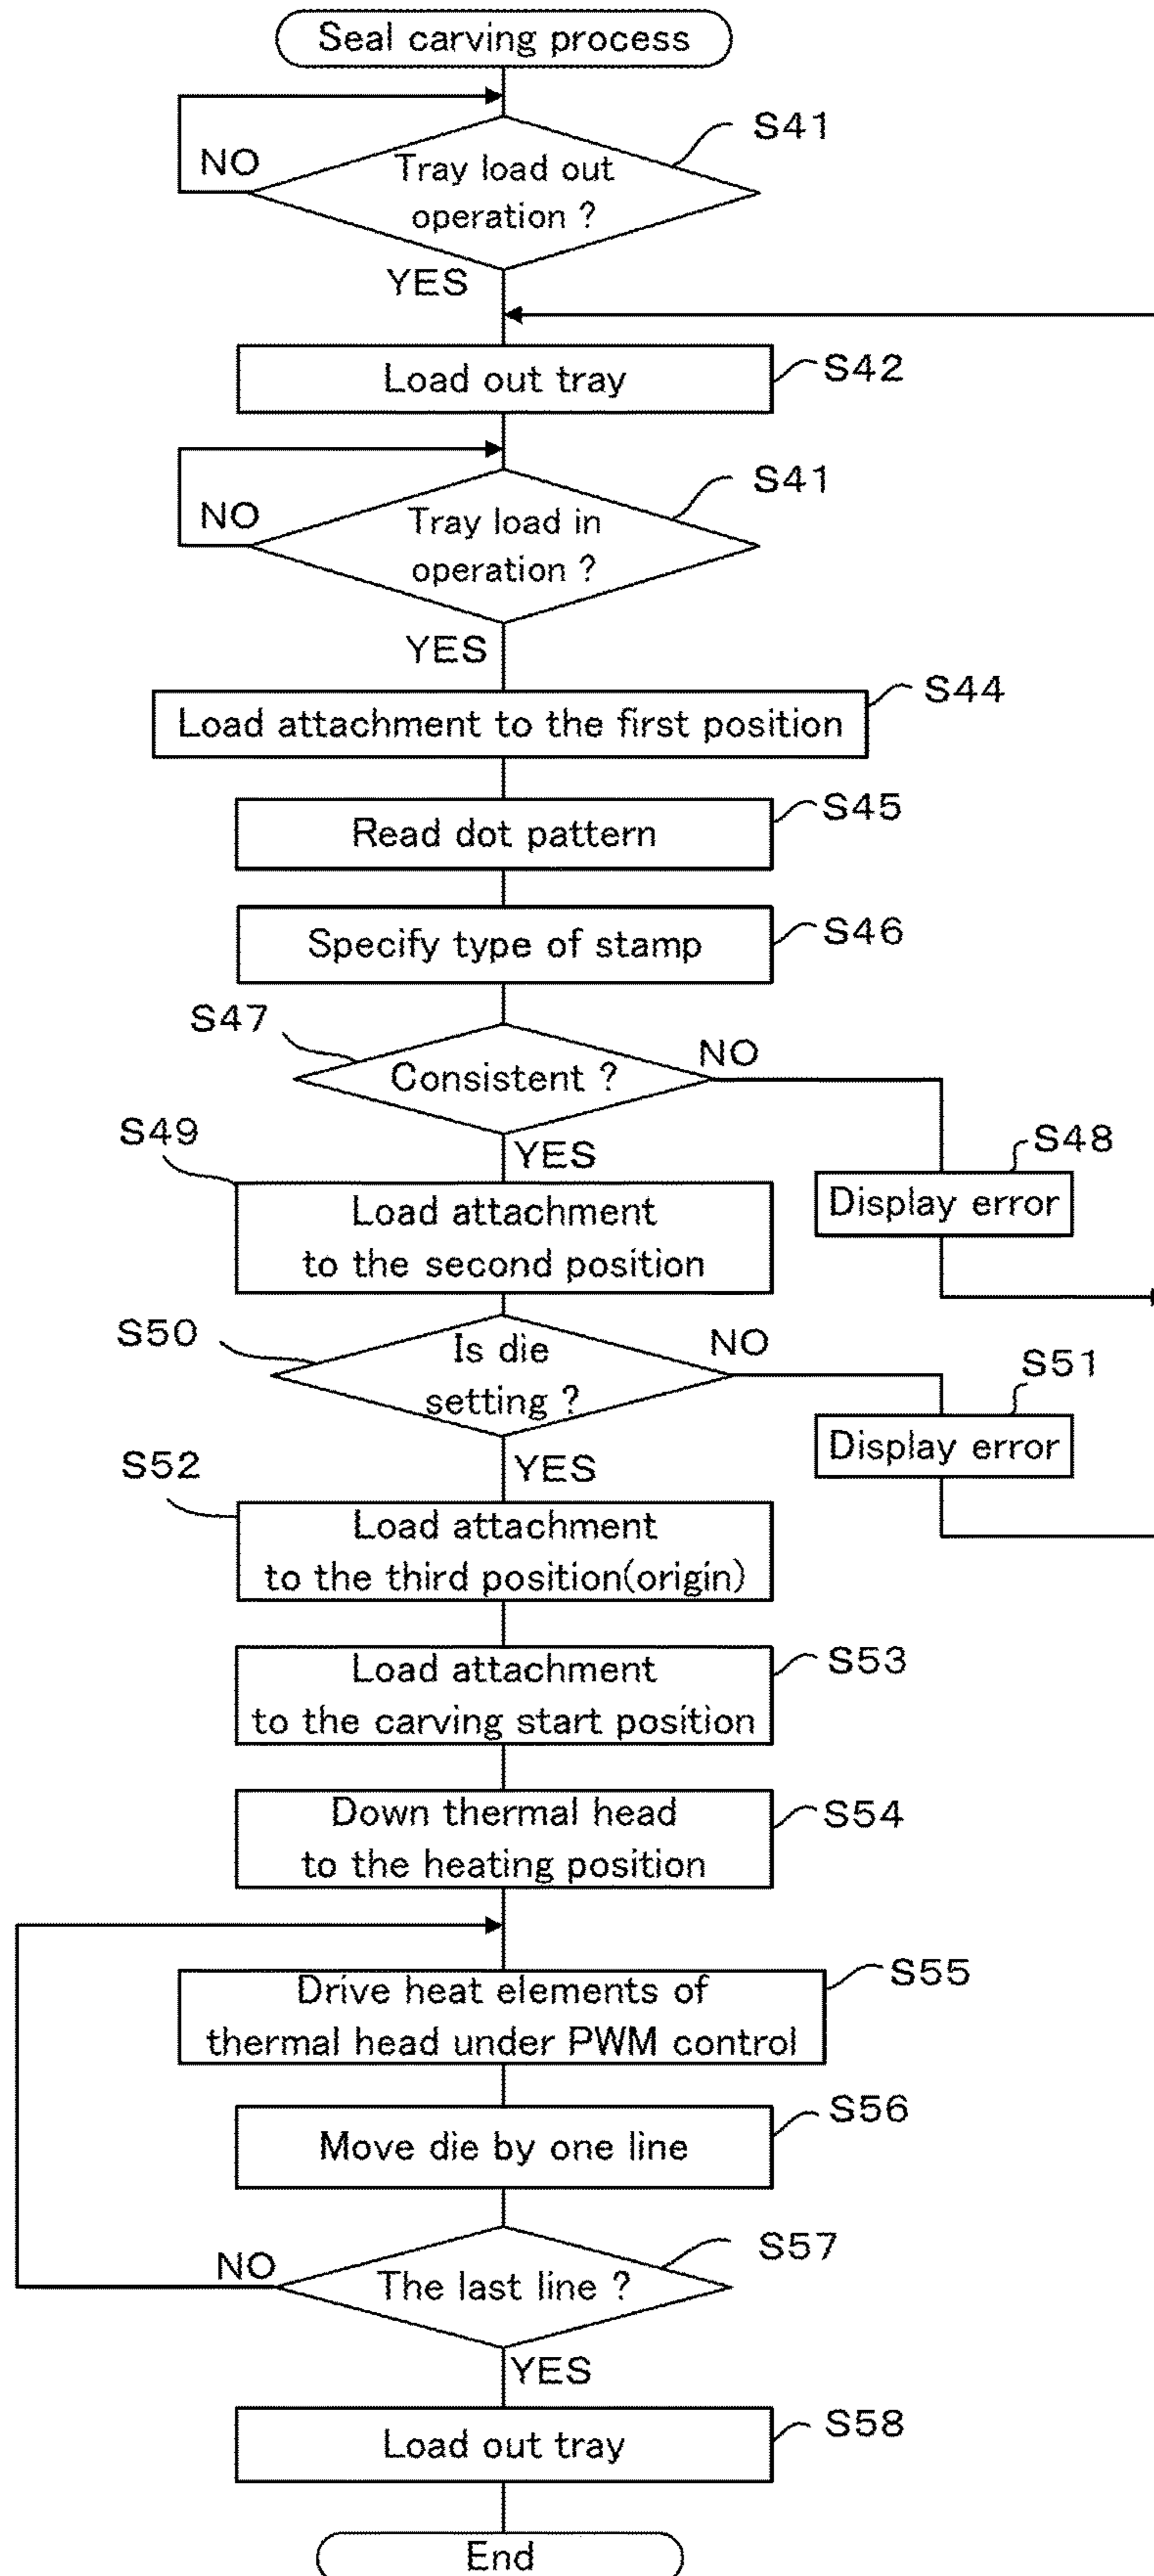 Seal carving process
S41
NO
Tray load out
operation ?
YES
Load out tray
S42
S41
NO
Tray load in
operation ?
YES
S44
Load attachment to the first position
S45
Read dot pattern
S46
Specify type of stamp
S47
NO
Consistent ?
S49
YES
S48
Load attachment
to the second position
Display error
S50
Is die
setting ?
NO
S51
Display error
S52
YES
Load attachment
to the third position(origin)
S53
Load attachment
to the carving start position
S54
Down thermal head
to the heating position
S55
Drive heat elements of
thermal head under PWM control
S56
Move die by one line
S57
NO
The last line ?
YES
S58
Load out tray
End